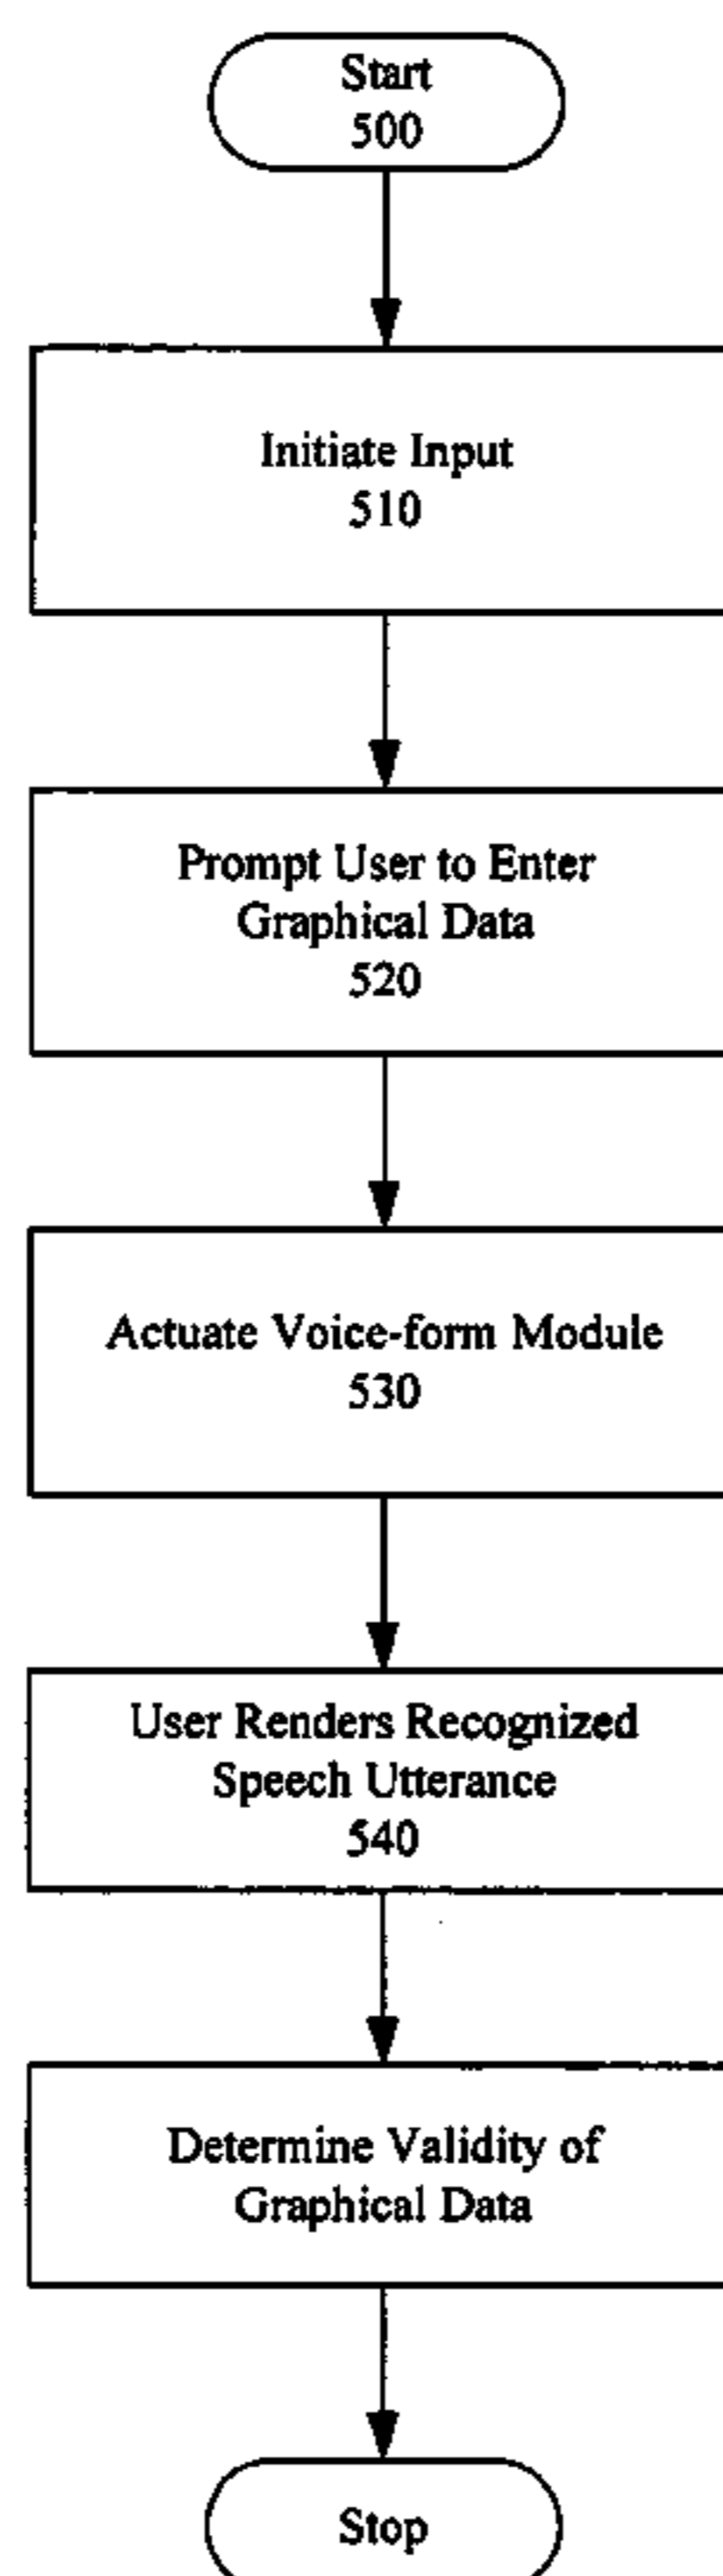 Start
500
Initiate Input
510
Prompt User to Enter
Graphical Data
520
Actuate Voice-form Module
530
User Renders Recognized
Speech Utterance
540
Determine Validity of
Graphical Data
Stop